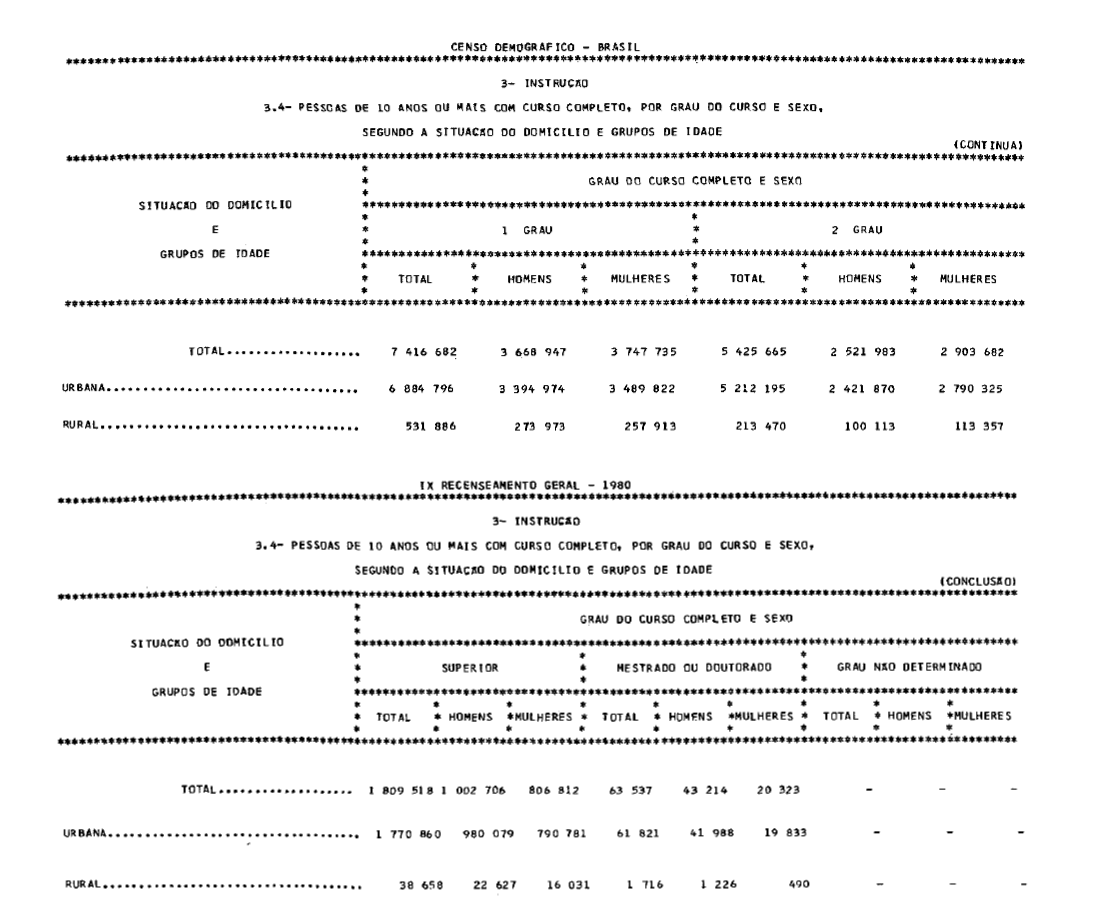 CENSO DEMOGRAFICO - BRASIL
3- INSTRUCAO
3.4- PESSOAS DE 10 ANOS OU MAIS COM CURSO COMPLETO, POR GRAU DO CURSO E SEXO,
SEGUNDO A SITUACAO DO DOMICILIO E GRUPOS DE IDADE
(CONTINUA)
GRAU DO CURSO COMPLETO E SEXO
SITUACAO DO DOMICILIO
E
GRUPOS DE IDADE
1 GRAU 2 GRAU
TOTAL HOMENS MULHERES TOTAL HOMENS MULHERES
TOTAL................... 7 416 682 3 668 947 3 747 735 5 425 665 2 521 983 2 903 682
URBANA.................................. 6 884 796 3 394 974 3 489 822 5 212 195 2 421 870 2 790 325
RURAL................................... 531 886 273 973 257 913 213 470 100 113 113 357
IX RECENSEAMENTO GERAL - 1980
3- INSTRUCAO
3.4- PESSOAS DE 10 ANOS OU MAIS COM CURSO COMPLETO, POR GRAU DO CURSO E SEXO,
SEGUNDO A SITUACAO DO DOMICILIO E GRUPOS DE IDADE
(CONCLUSAO)
GRAU DO CURSO COMPLETO E SEXO
SITUACAO DO DOMICILIO
E
GRUPOS DE IDADE
SUPERIOR MESTRADO OU DOUTORADO GRAU NAO DETERMINADO
TOTAL HOMENS MULHERES TOTAL HOMENS MULHERES TOTAL HOMENS MULHERES
TOTAL................... 1 809 518 1 002 706 806 812 63 537 43 214 20 323 - - -
URBANA.................................. 1 770 860 980 079 790 781 61 821 41 988 19 833 - - -
RURAL................................... 38 658 22 627 16 031 1 716 1 226 490 - - -